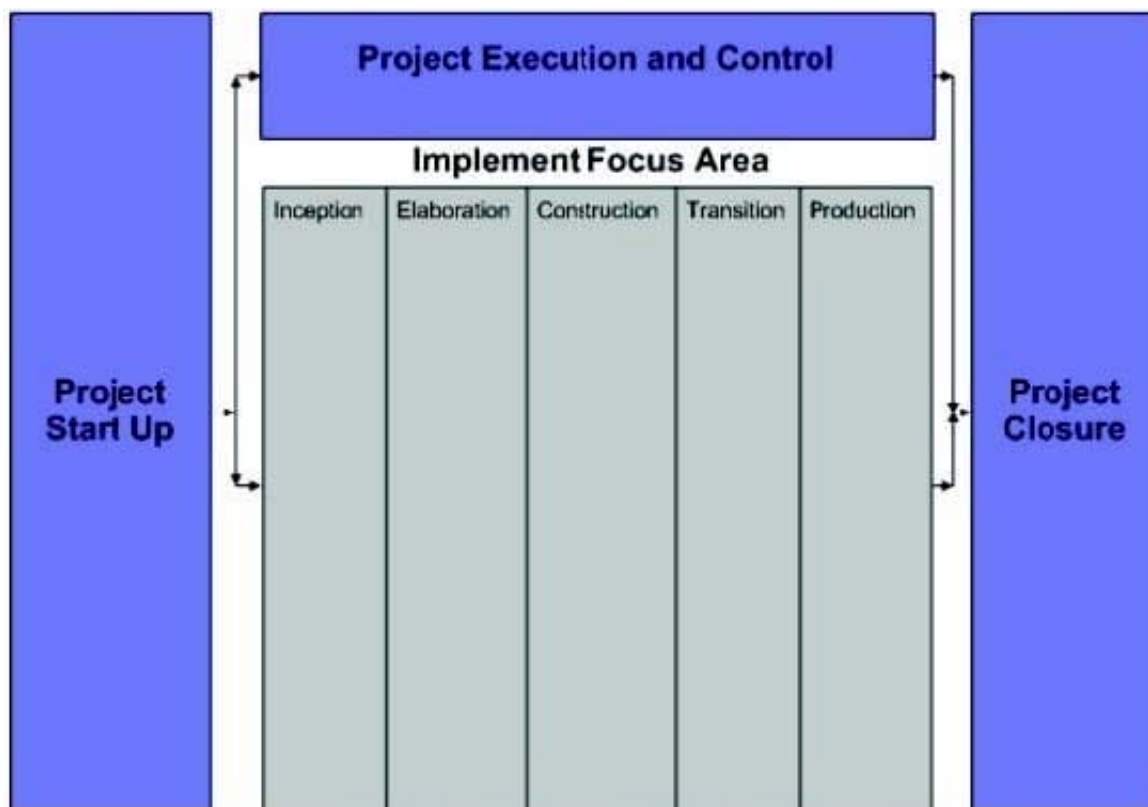 Project Execution and Control
Implement Focus Area
Inception
Elaboration
Construction
Transition
Production
Project
Start Up
Project
Closure